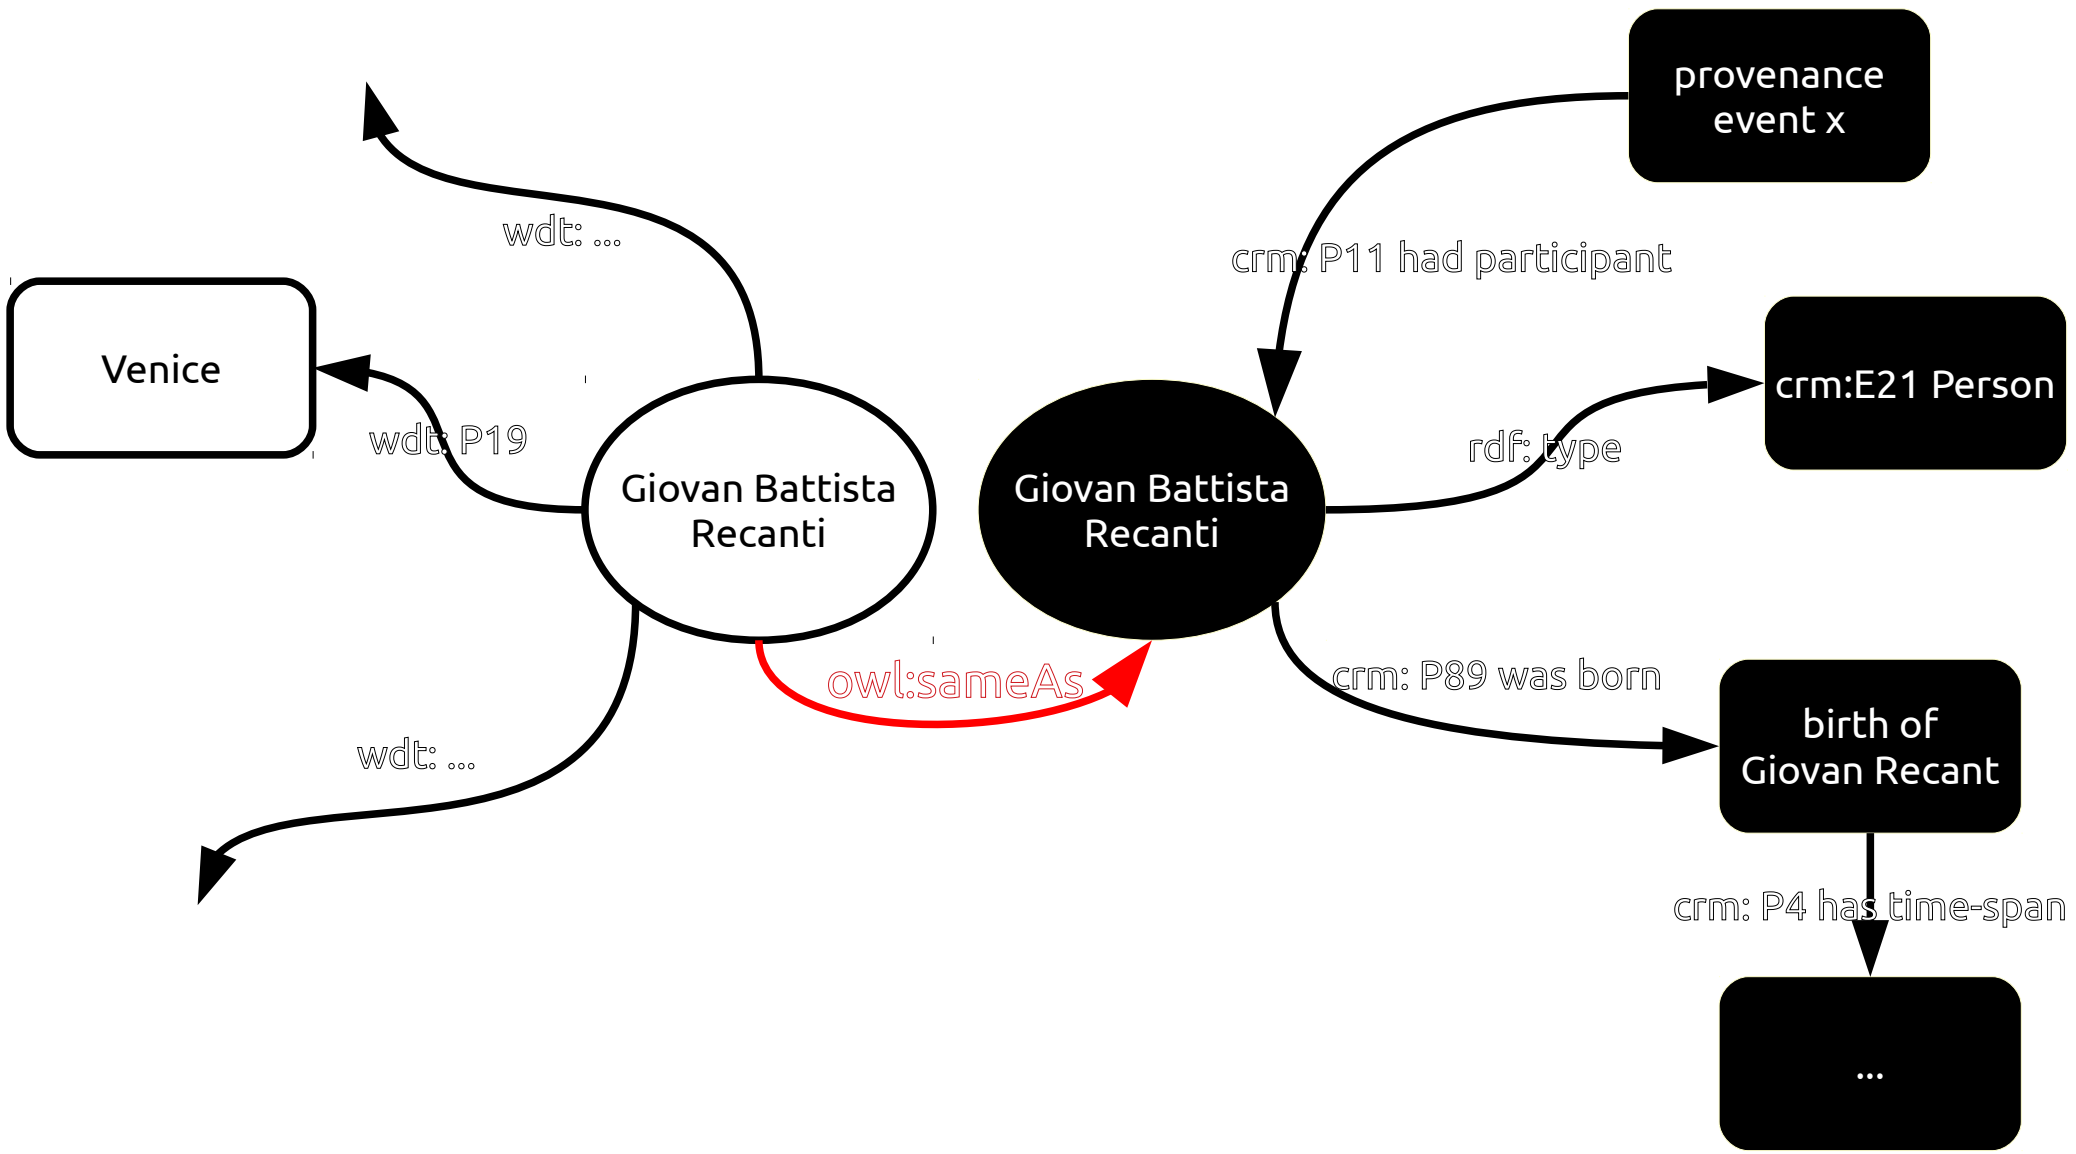 provenance
event x
wdt: ...
crm: P11 had participant
Venice
crm:E21 Person
wdt: P19
rdf: type
Giovan Battista
Recanti
Giovan Battista
Recanti
owl:sameAs
crm: P89 was born
birth of
Giovan Recant
wdt: ...
crm: P4 has time-span
...